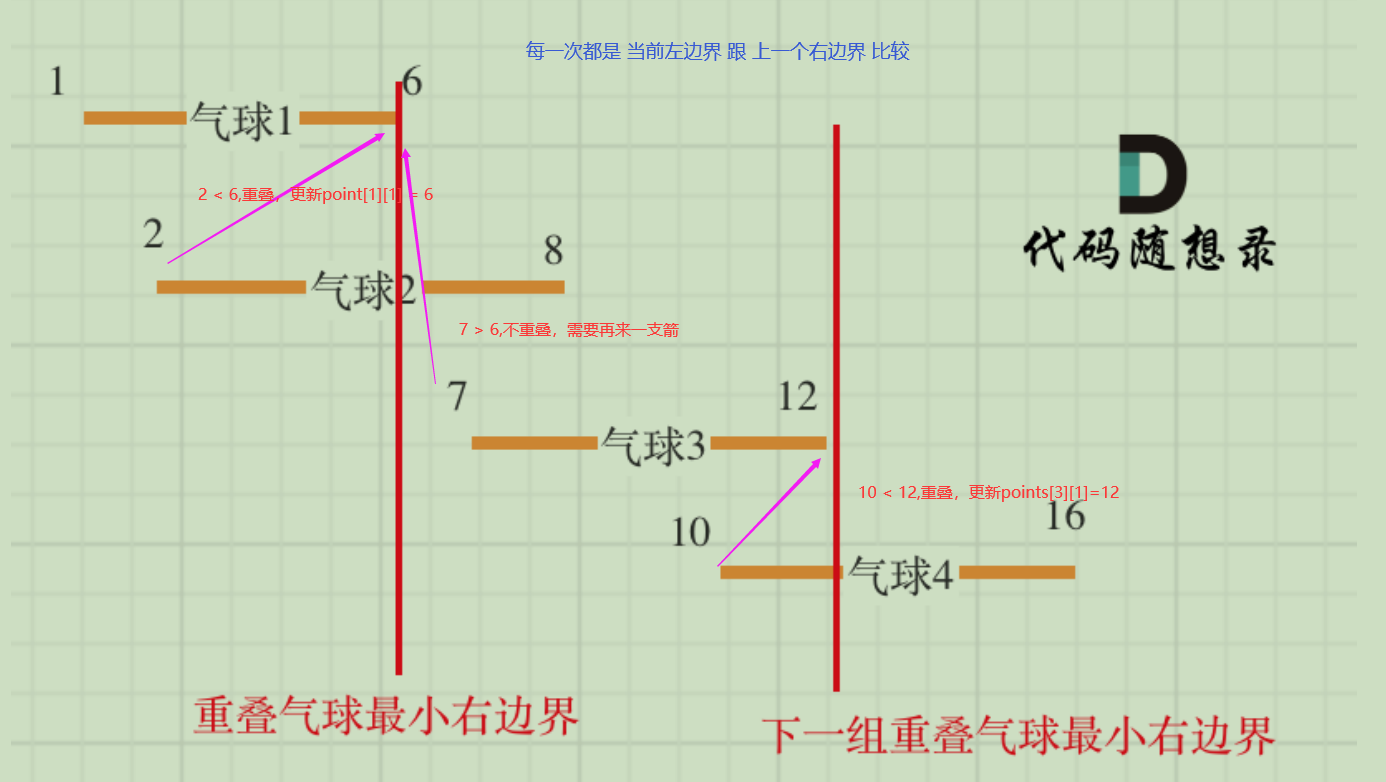 每一次都是 当前左边界 跟 上一个右边界 比较
1
6
气球1
2 < 6,重叠，更新point[1][1] = 6
代码随想录
2
8
气球2
7 > 6,不重叠，需要再来一支箭
7
12
气球3
10 < 12,重叠，更新points[3][1]=12
10
16
气球4
重叠气球最小右边界
下一组重叠气球最小右边界